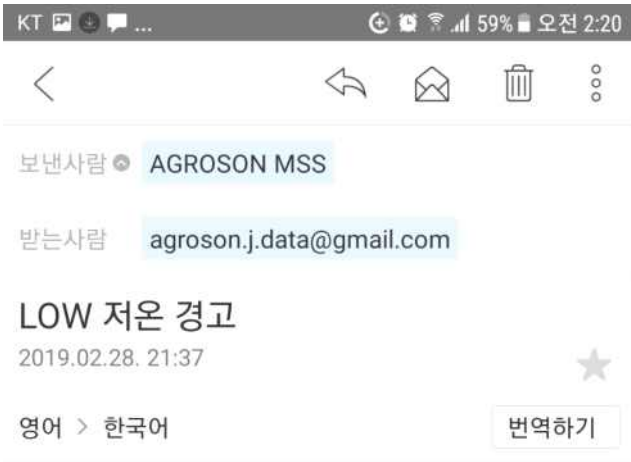 KT ... 59% 오전 2:20
보낸사람 AGROSON MSS
받는사람 agroson.j.data@gmail.com
LOW 저온 경고
2019.02.28. 21:37
영어 > 한국어 번역하기